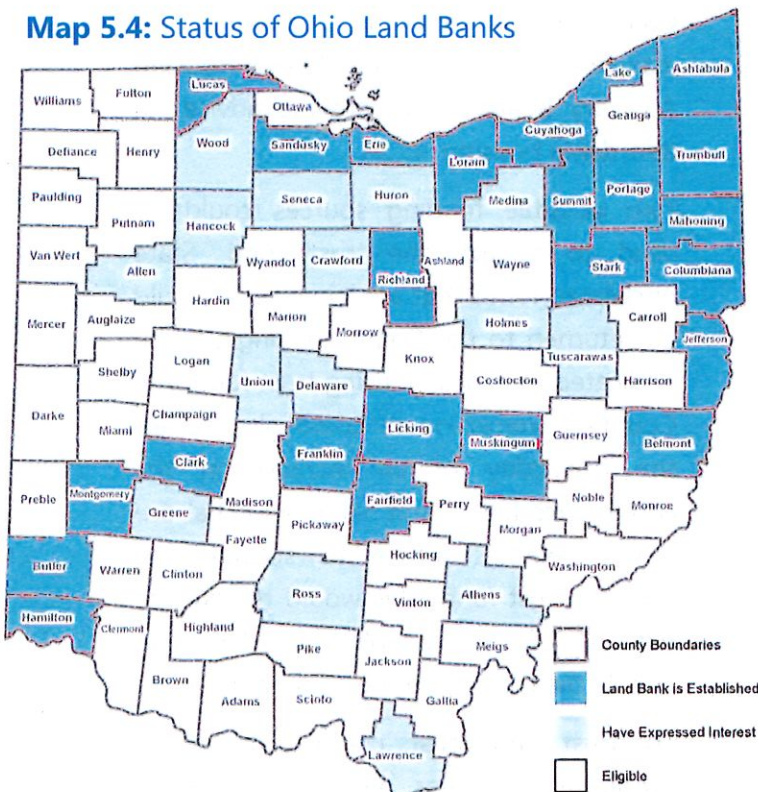 Map 5.4: Status of Ohio Land Banks
Williams
Fulton
Lucas
Ottawa
Lake
Ashtabula
Geauga
Cuyahoga
Defiance
Henry
Wood
Sandusky
Erie
Lorain
Trumbull
Paulding
Putnam
Hancock
Seneca
Huron
Medina
Summit
Portage
Mahoning
Van Wert
Allen
Wyandot
Crawford
Richland
Ashland
Wayne
Stark
Columbiana
Mercer
Auglaize
Hardin
Marion
Morrow
Holmes
Carroll
Jefferson
Shelby
Logan
Union
Delaware
Knox
Coshocton
Tuscarawas
Harrison
Darke
Miami
Champaign
Clark
Franklin
Licking
Muskingum
Guernsey
Belmont
Preble
Montgomery
Greene
Madison
Pickaway
Fairfield
Perry
Morgan
Noble
Monroe
Fayette
Hocking
Washington
Butler
Warren
Clinton
Ross
Vinton
Athens
Hamilton
Clermont
Highland
Pike
Jackson
Meigs
Brown
Adams
Scioto
Gallia
Lawrence
County Boundaries
Land Bank is Established
Have Expressed Interest
Eligible